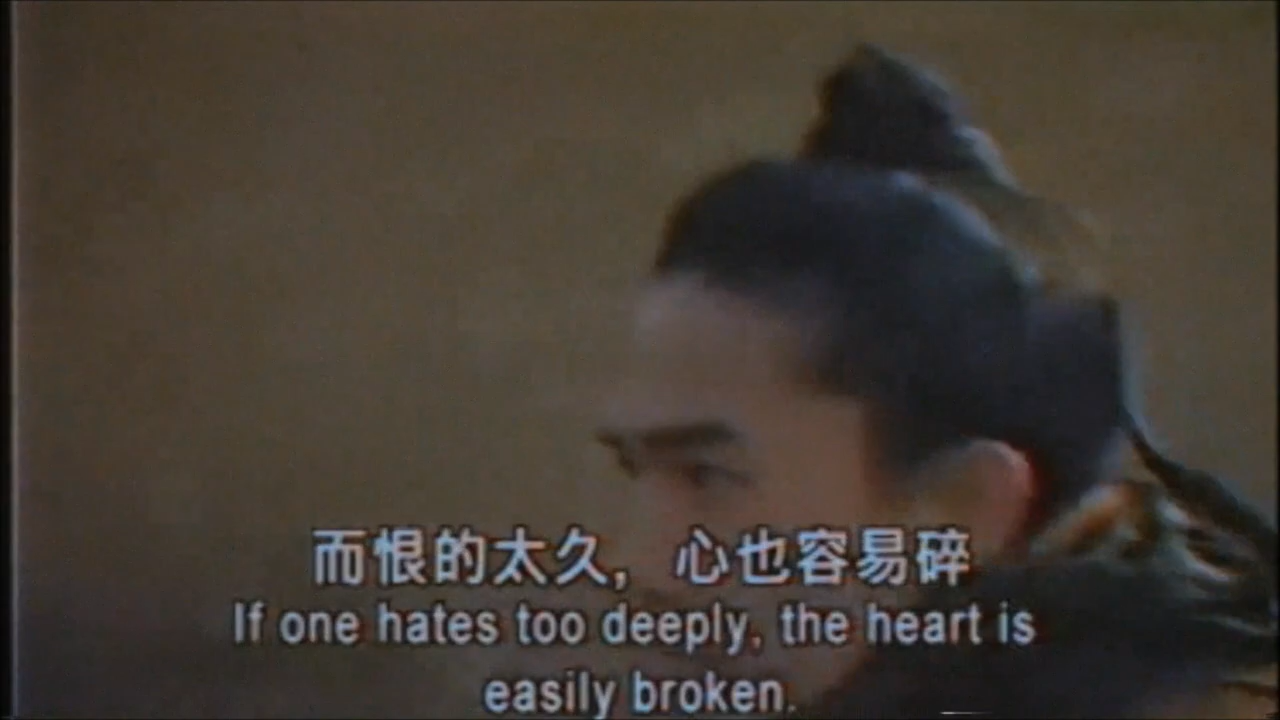 而恨的太久，心也容易碎
If one hates too deeply, the heart is
easily broken.